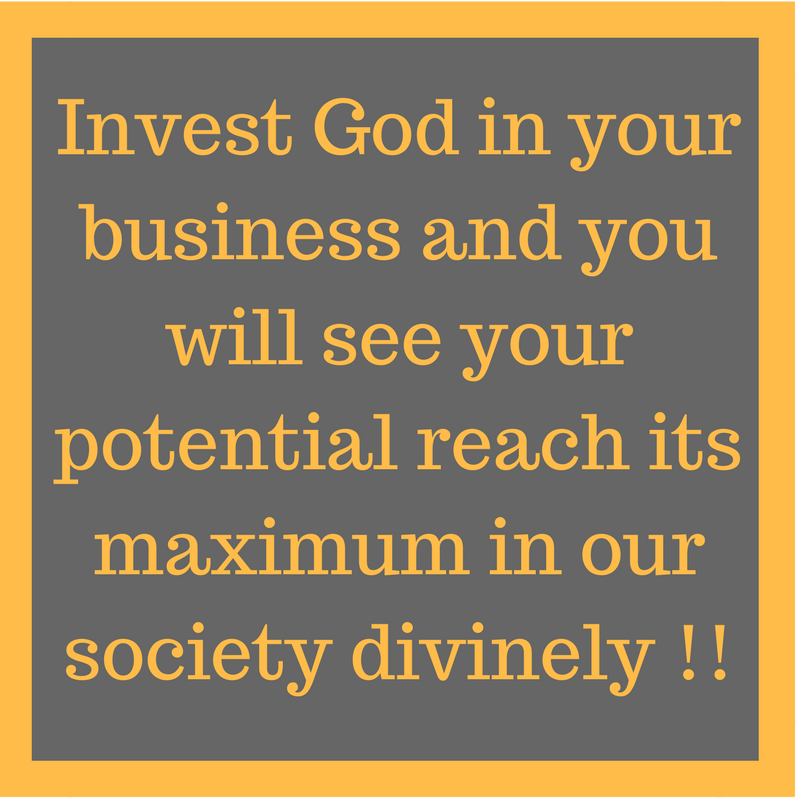 Invest God in your
business and you
will see your
potential reach its
maximum in our
society divinely !!